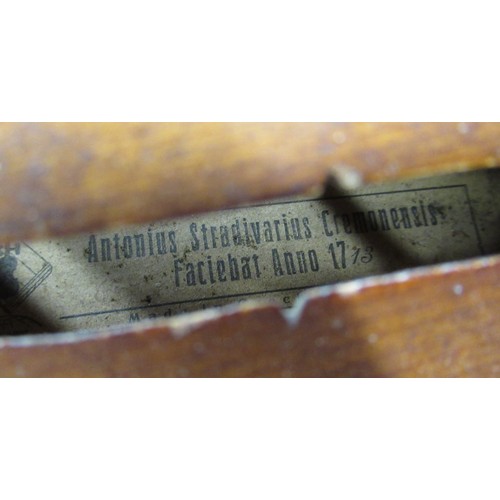 Antonius Stradivarius Cremonensis
Faciebat Anno 1713